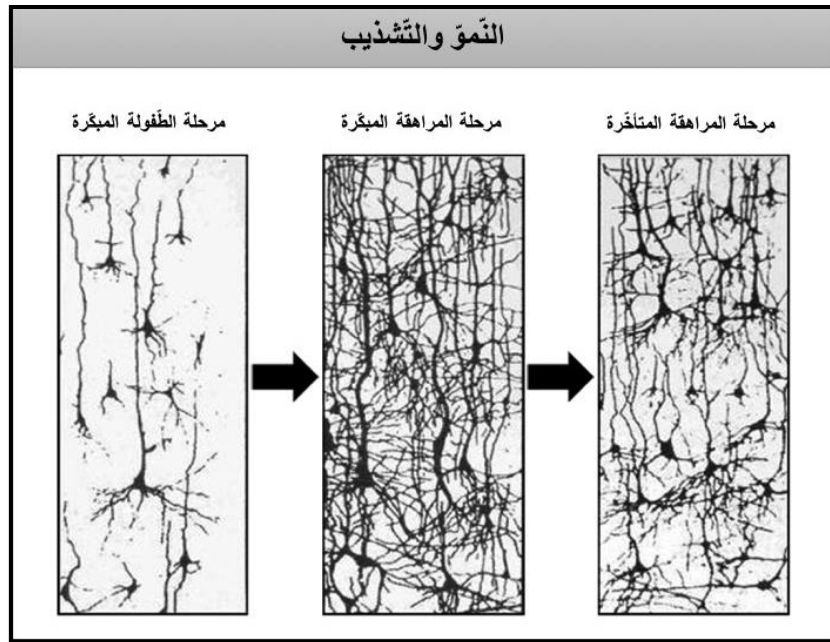 النّموّ والتّشذيب
مرحلة الطّفولة المبكّرة
مرحلة المراهقة المبكّرة
مرحلة المراهقة المتأخّرة